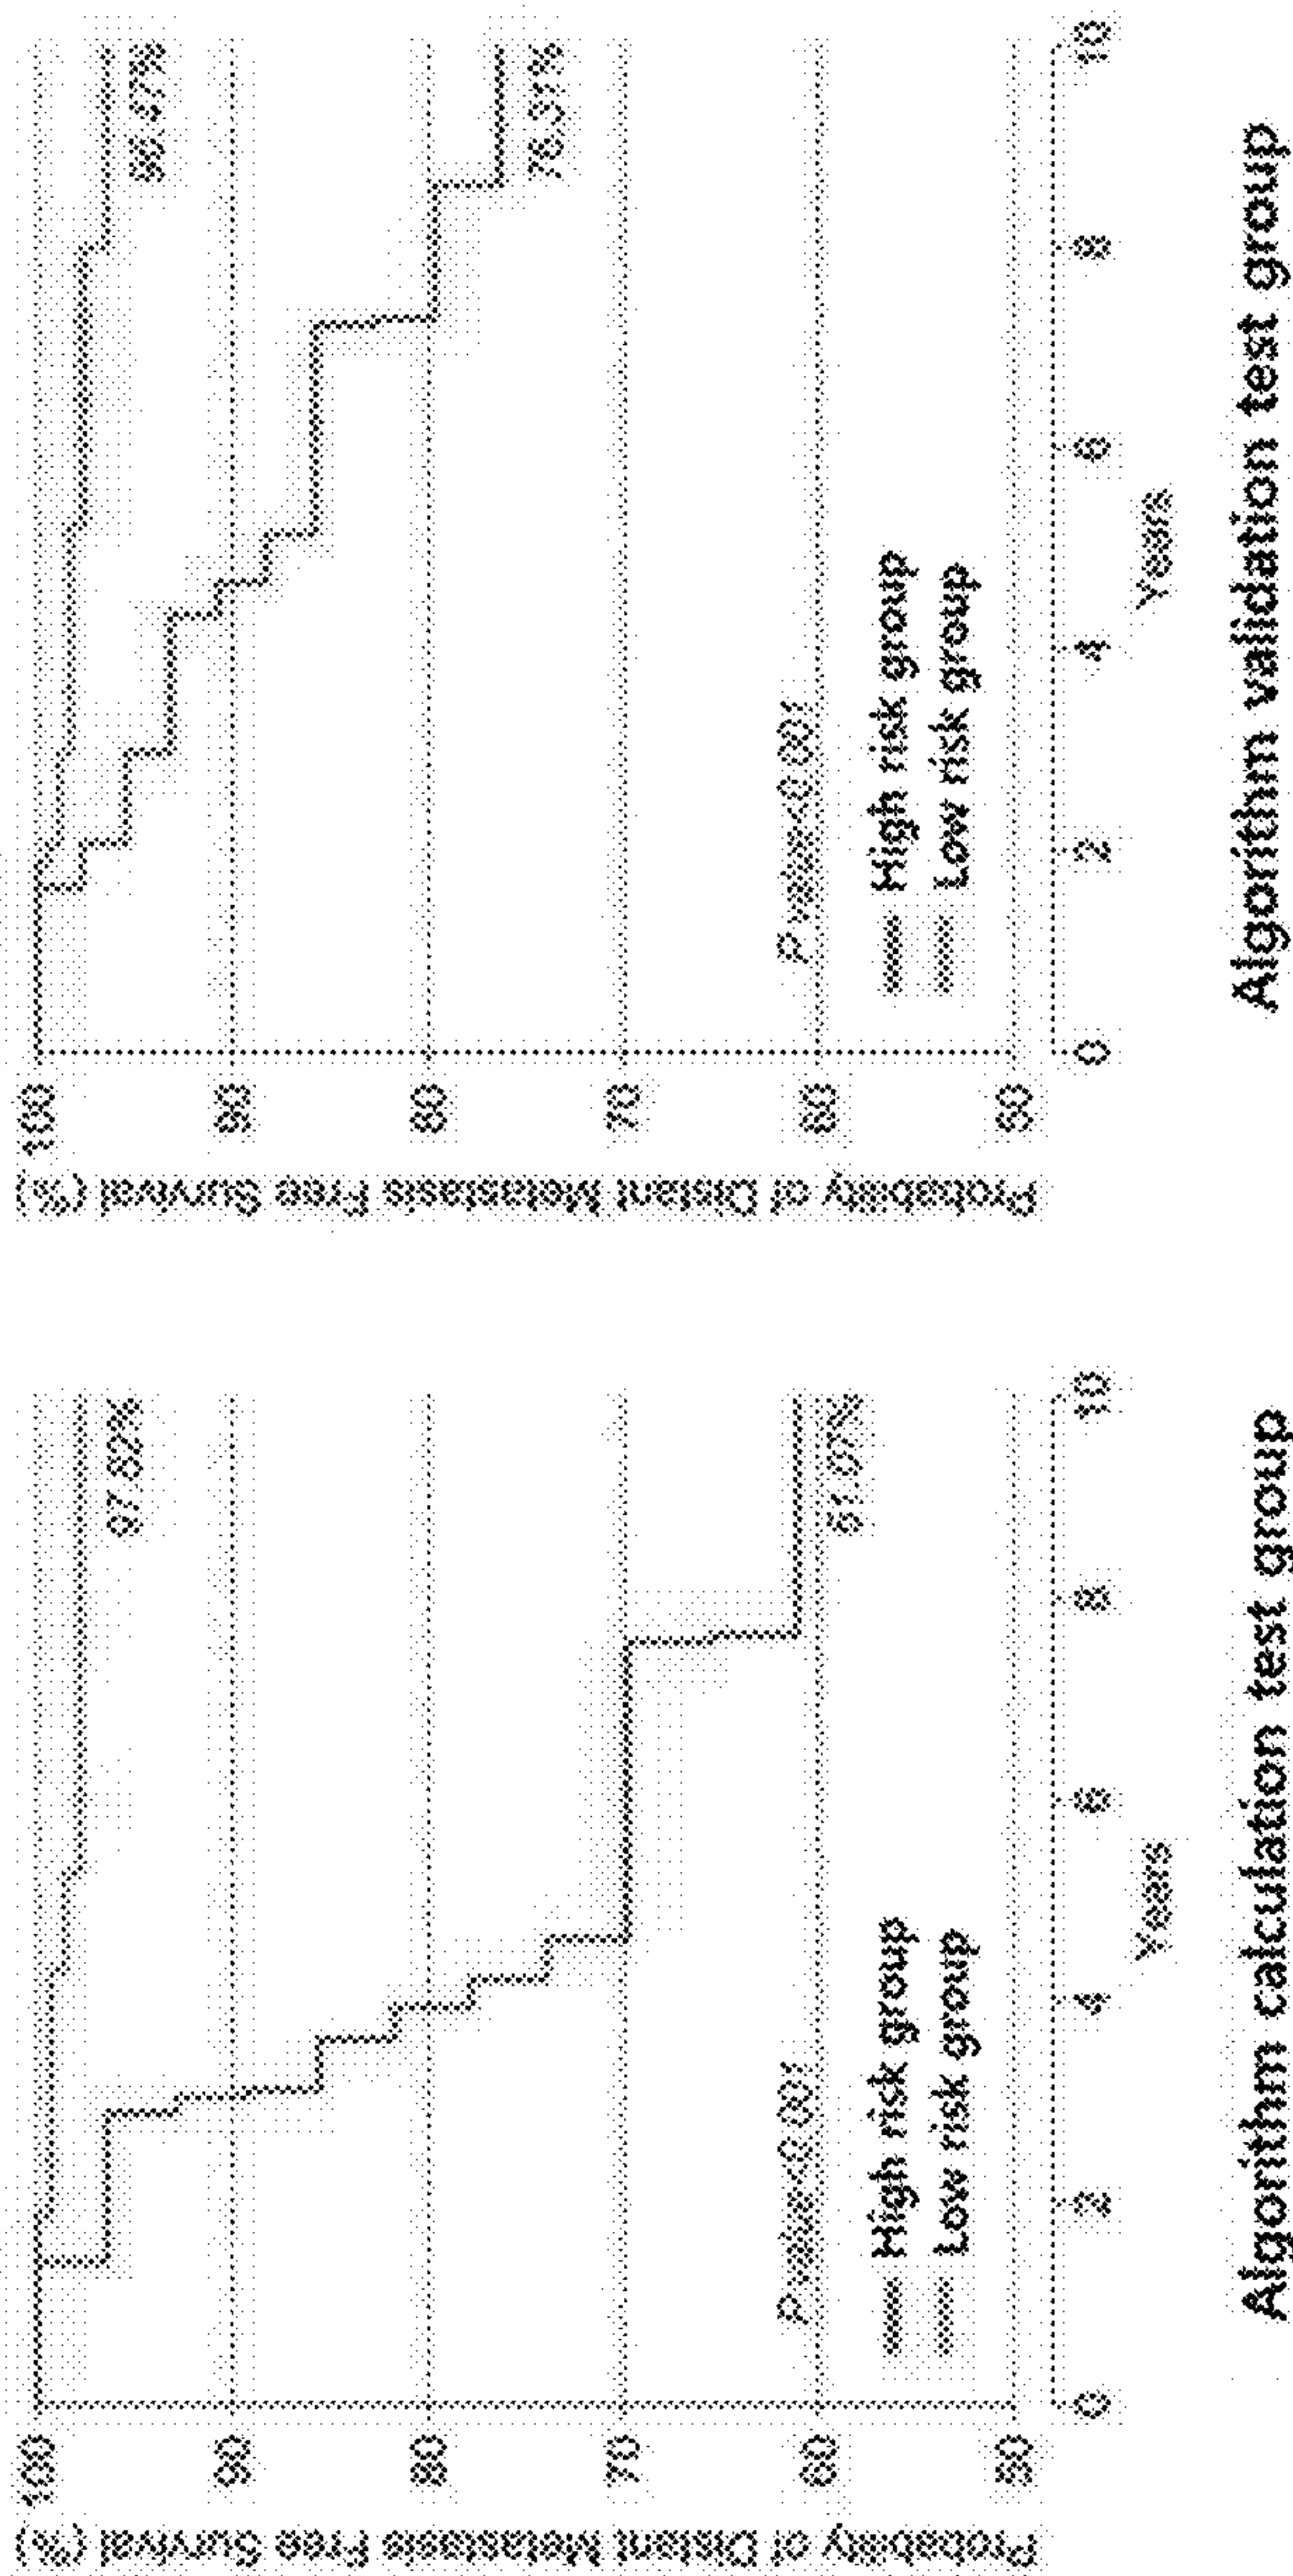 Probability of Distant Metastasis Free Survival (%)
100
90
80
70
60
50
97.82%
61.07%
P value<0.001
High risk group
Low risk group
0
2
4
6
8
10
Years
Algorithm calculation test group
Probability of Distant Metastasis Free Survival (%)
100
90
80
70
60
50
76.31%
P value<0.001
High risk group
Low risk group
0
2
4
6
8
10
Years
Algorithm validation test group